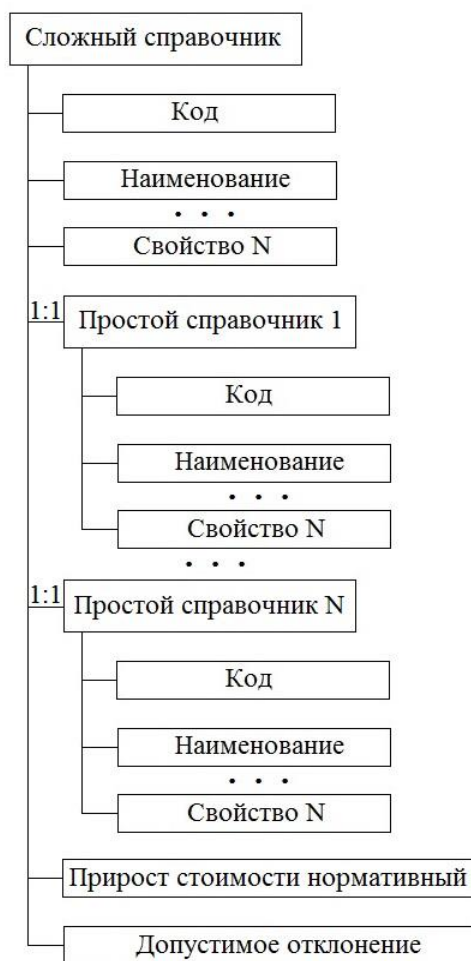 Сложный справочник
Код
Наименование
. . .
Свойство N
1:1
Простой справочник 1
Код
Наименование
. . .
Свойство N
. . .
1:1
Простой справочник N
Код
Наименование
. . .
Свойство N
Прирост стоимости нормативный
Допустимое отклонение